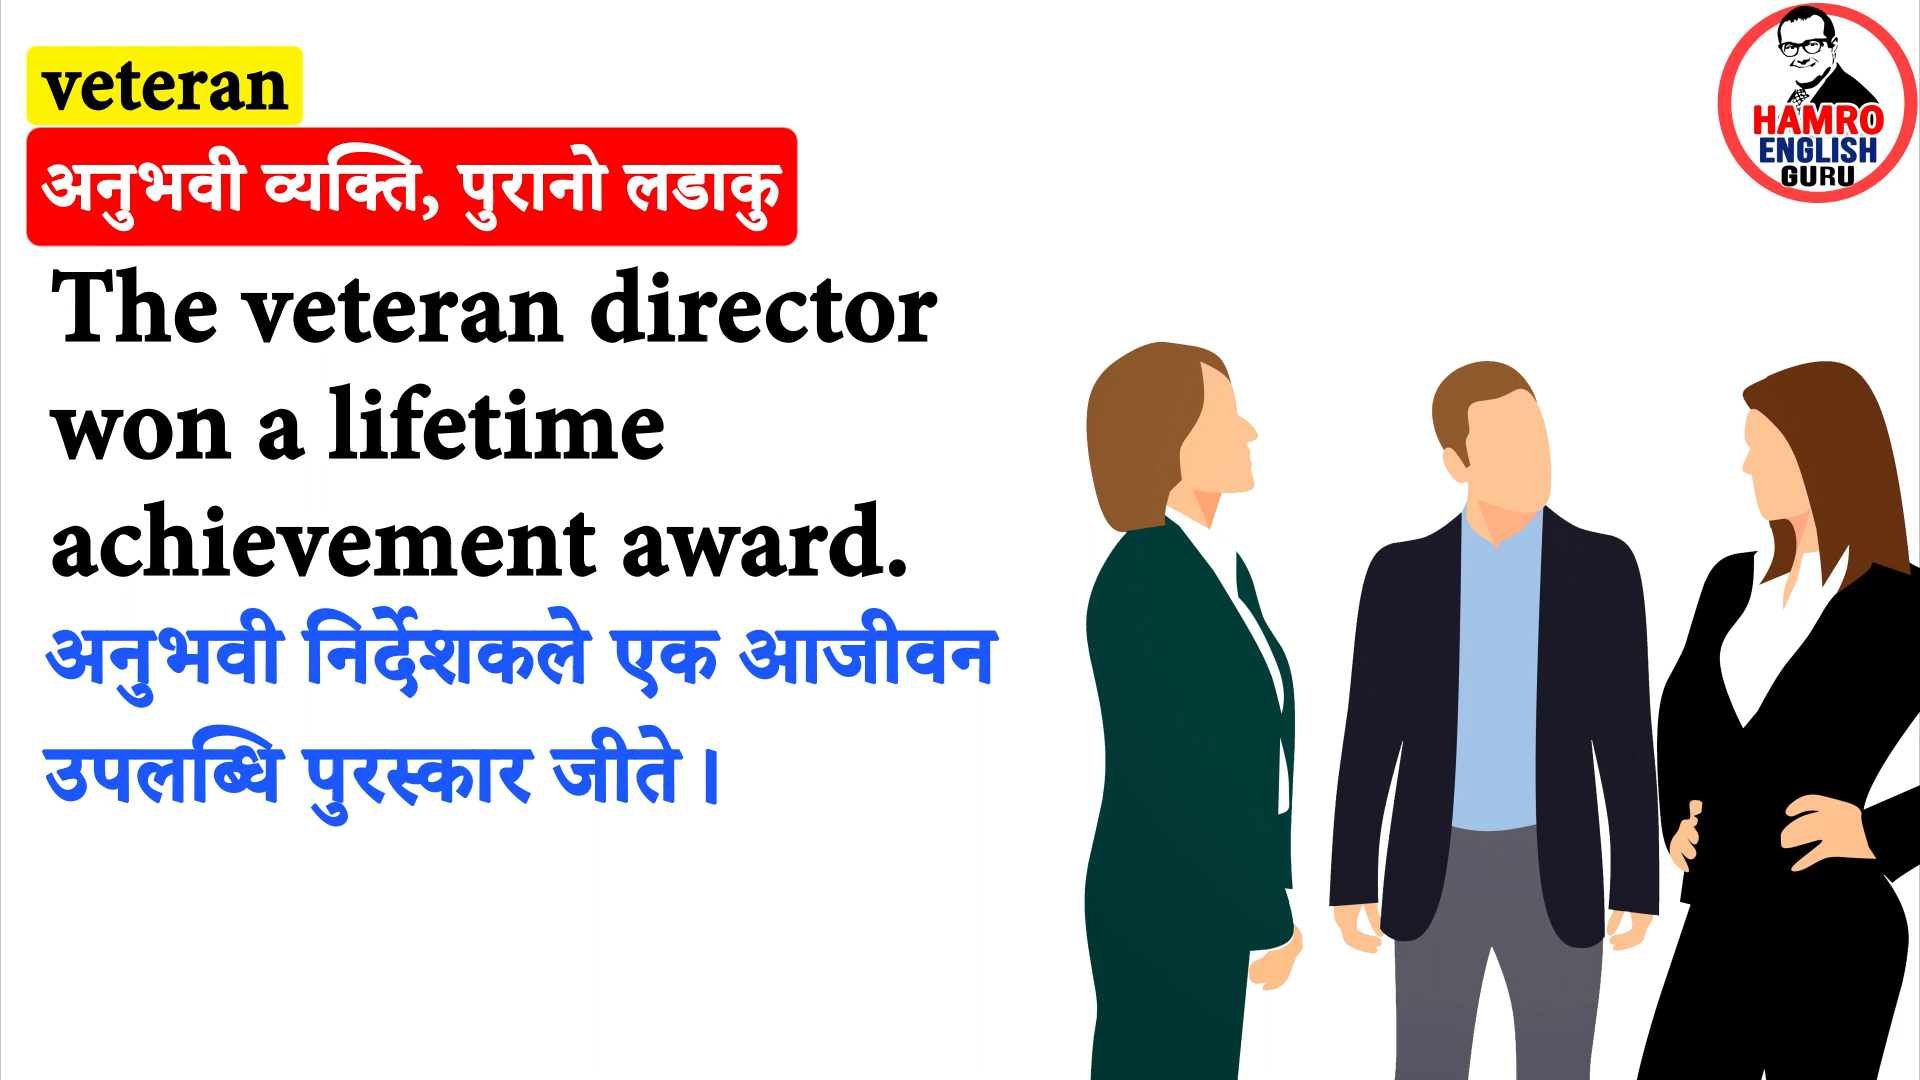 veteran
अनुभवी व्यक्ति, पुरानो लडाकु
The veteran director
won a lifetime
achievement award.
अनुभवी निर्देशकले एक आजीवन
उपलब्धि पुरस्कार जीते।
HAMRO
ENGLISH
GURU